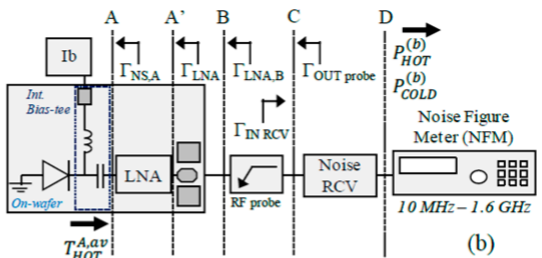 A A' B C D
Ib
Γ_NS,A Γ_LNA Γ_LNA,B Γ_OUT probe
P_HOT^(b)
P_COLD^(b)
Int.
Bias-tee
Γ_IN RCV
Noise Figure
Meter (NFM)
LNA
Noise
RCV
On-wafer
RF probe
10 MHz – 1.6 GHz
T_HOT^A,av
(b)